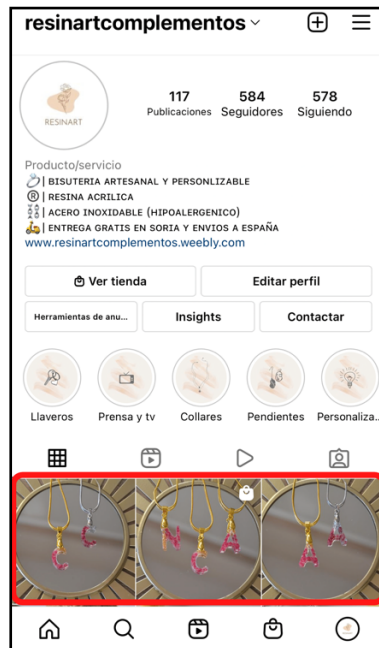 resinartcomplementos
RESINART
117 584 578
Publicaciones Seguidores Siguiendo
Producto/servicio
💍| BISUTERIA ARTESANAL Y PERSONLIZABLE
®️| RESINA ACRILICA
| ACERO INOXIDABLE (HIPOALERGENICO)
🛵| ENTREGA GRATIS EN SORIA Y ENVIOS A ESPAÑA
www.resinartcomplementos.weebly.com
Ver tienda Editar perfil
Herramientas de anu... Insights Contactar
Llaveros Prensa y tv Collares Pendientes Personaliza..
C C N C A A A